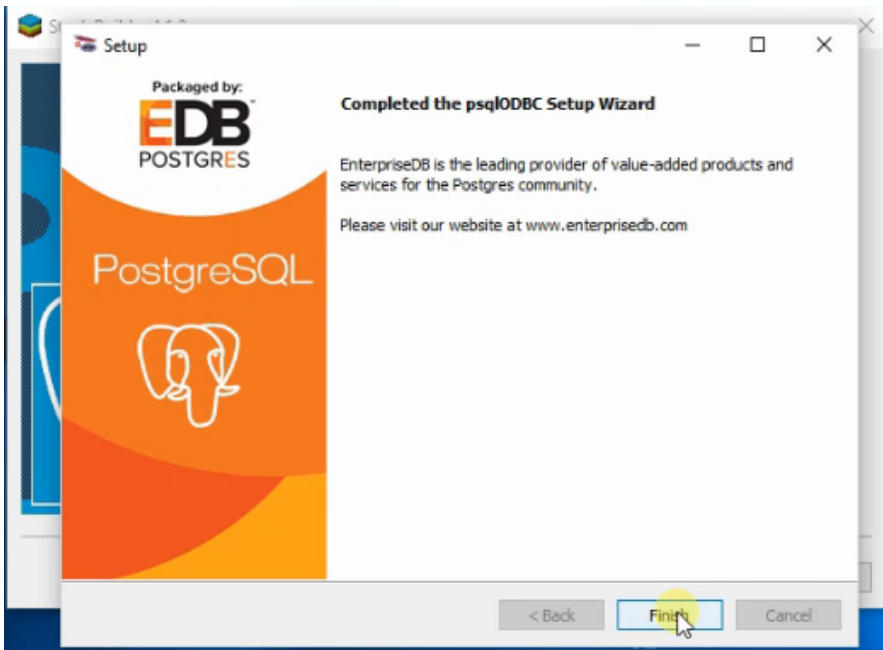 Setup
Packaged by:
EDB
POSTGRES
PostgreSQL
Completed the psqlODBC Setup Wizard
EnterpriseDB is the leading provider of value-added products and
services for the Postgres community.
Please visit our website at www.enterprisedb.com
< Back
Finish
Cancel